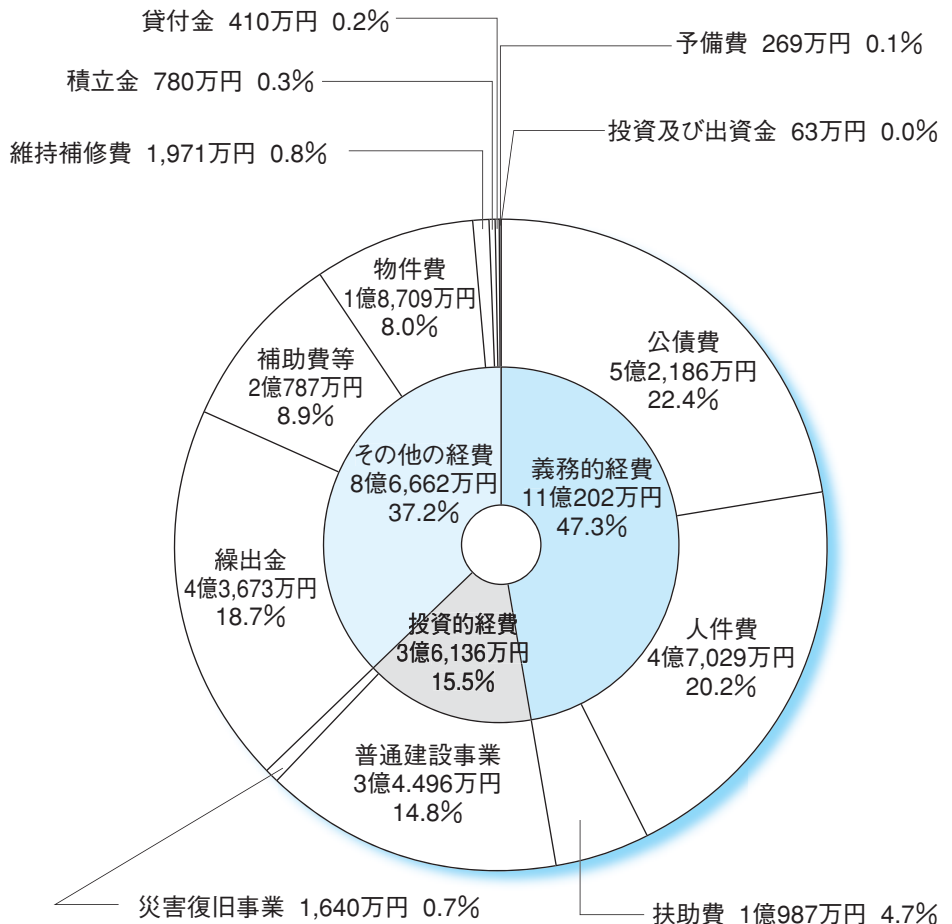 貸付金 410万円 0.2%
予備費 269万円 0.1%
積立金 780万円 0.3%
投資及び出資金 63万円 0.0%
維持補修費 1,971万円 0.8%
物件費
1億8,709万円
8.0%
補助費等
2億787万円
8.9%
公債費
5億2,186万円
22.4%
その他の経費
8億6,662万円
37.2%
義務的経費
11億202万円
47.3%
繰出金
4億3,673万円
18.7%
投資的経費
3億6,136万円
15.5%
人件費
4億7,029万円
20.2%
普通建設事業
3億4.496万円
14.8%
災害復旧事業 1,640万円 0.7%
扶助費 1億987万円 4.7%